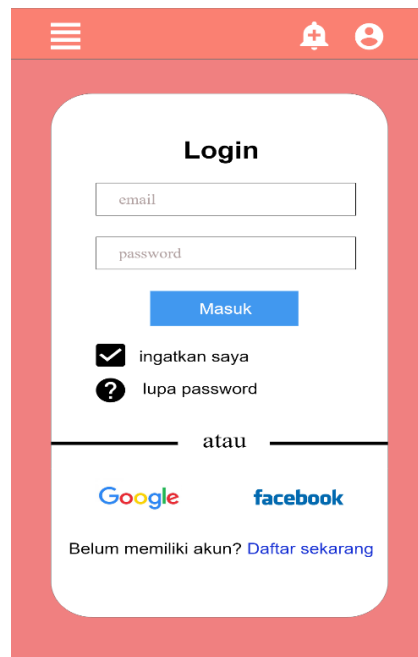 Login
email
password
Masuk
ingatkan saya
lupa password
atau
Google facebook
Belum memiliki akun? Daftar sekarang